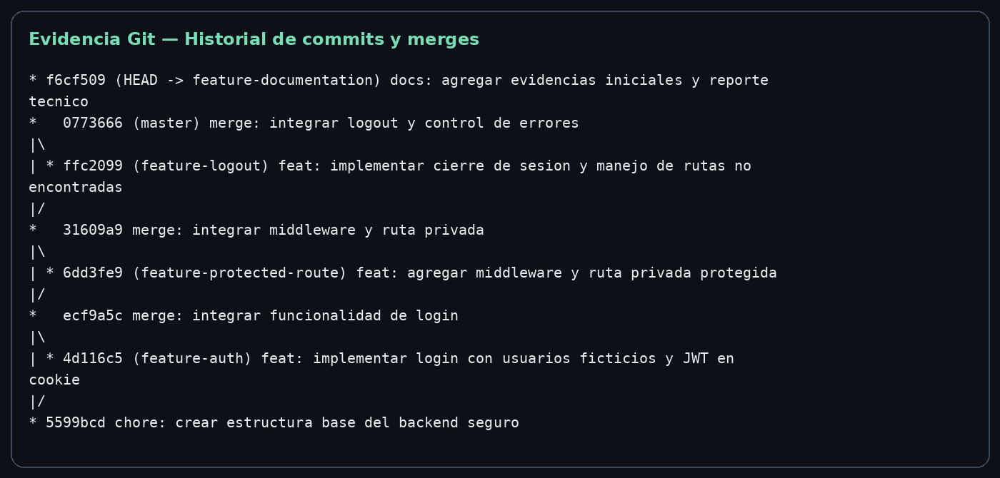 Evidencia Git — Historial de commits y merges
* f6cf509 (HEAD -> feature-documentation) docs: agregar evidencias iniciales y reporte
tecnico
*   0773666 (master) merge: integrar logout y control de errores
|\
| * ffc2099 (feature-logout) feat: implementar cierre de sesion y manejo de rutas no
encontradas
|/
*   31609a9 merge: integrar middleware y ruta privada
|\
| * 6dd3fe9 (feature-protected-route) feat: agregar middleware y ruta privada protegida
|/
*   ecf9a5c merge: integrar funcionalidad de login
|\
| * 4d116c5 (feature-auth) feat: implementar login con usuarios ficticios y JWT en
cookie
|/
* 5599bcd chore: crear estructura base del backend seguro